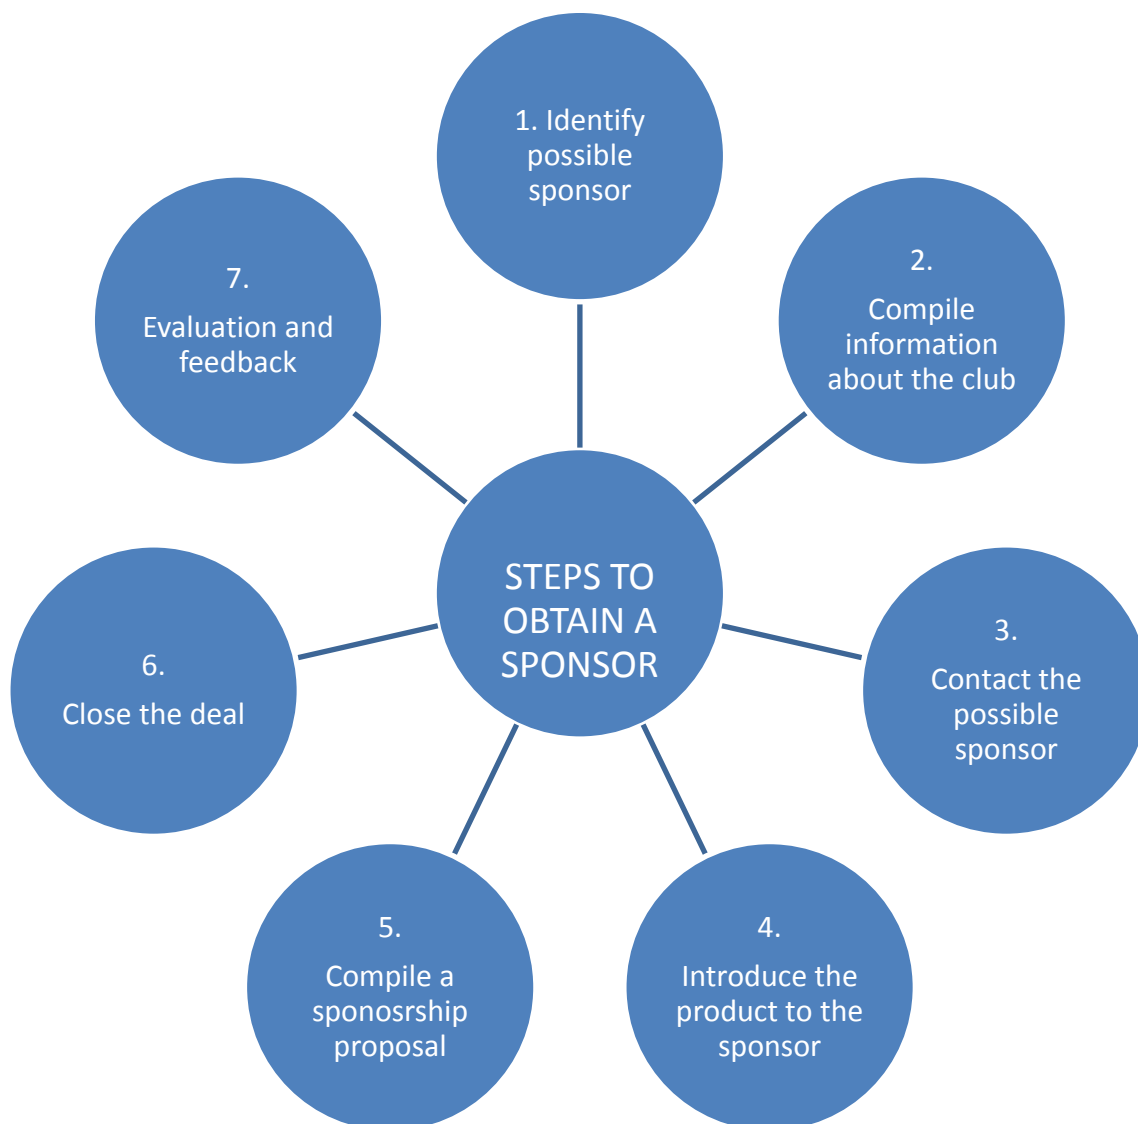 1. Identify
possible
sponsor
2.
Compile
information
about the club
3.
Contact the
possible
sponsor
4.
Introduce the
product to the
sponsor
5.
Compile a
sponosrship
proposal
6.
Close the deal
7.
Evaluation and
feedback
STEPS TO
OBTAIN A
SPONSOR